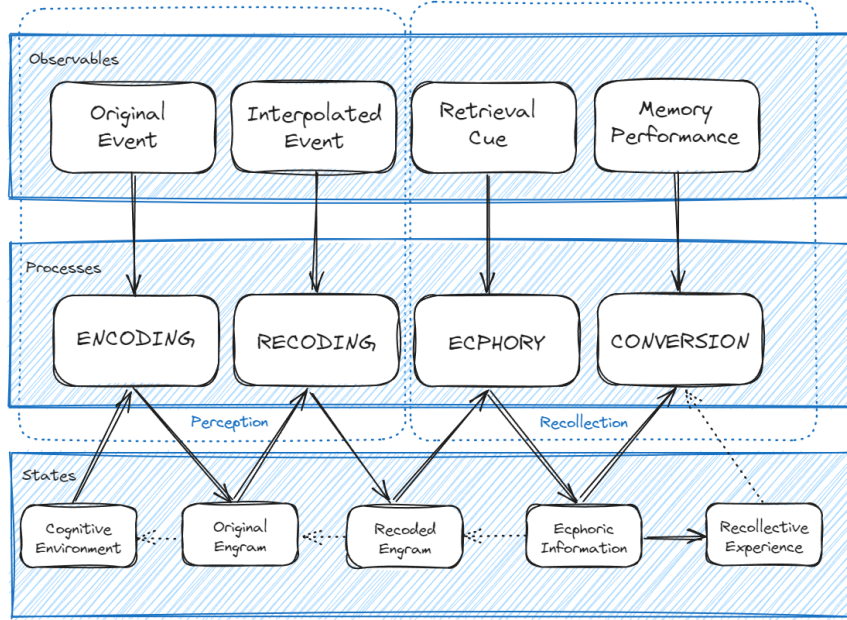 Observables
Original
Event
Interpolated
Event
Retrieval
Cue
Memory
Performance
Processes
ENCODING
RECODING
ECPHORY
CONVERSION
Perception
Recollection
States
Cognitive
Environment
Original
Engram
Recoded
Engram
Ecphoric
Information
Recollective
Experience